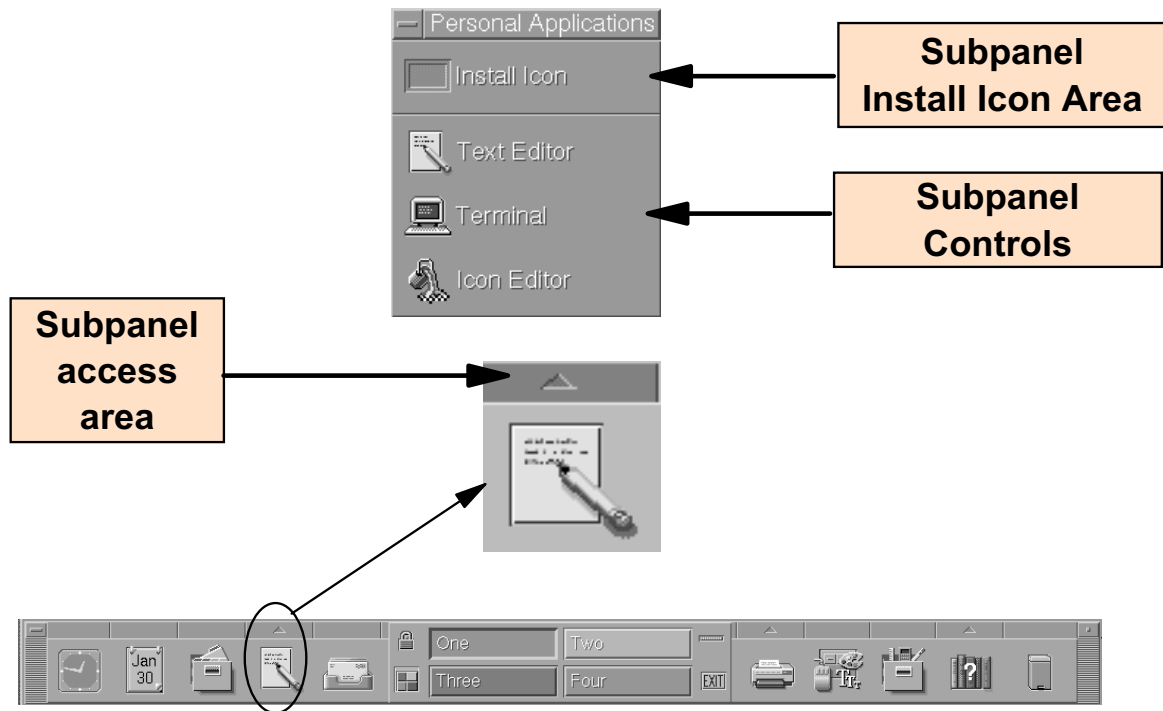 Personal Applications
Install Icon
Subpanel
Install Icon Area
Text Editor
Terminal
Subpanel
Controls
Icon Editor
Subpanel
access
area
Jan
30
One
Two
Three
Four
EXIT
?